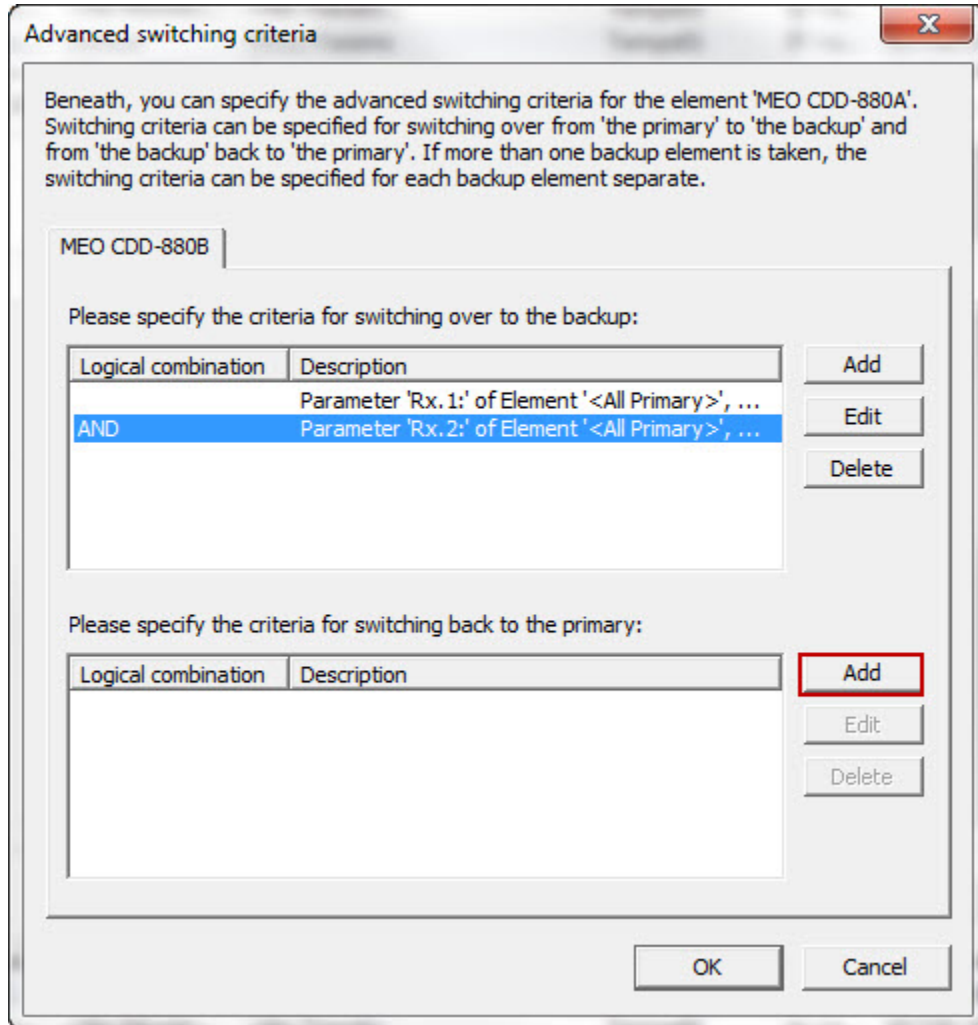 Advanced switching criteria
Beneath, you can specify the advanced switching criteria for the element 'MEO CDD-880A'.
Switching criteria can be specified for switching over from 'the primary' to 'the backup' and
from 'the backup' back to 'the primary'. If more than one backup element is taken, the
switching criteria can be specified for each backup element separate.
MEO CDD-880B
Please specify the criteria for switching over to the backup:
Logical combination Description
Parameter 'Rx.1:' of Element '<All Primary>', ...
AND Parameter 'Rx.2:' of Element '<All Primary>', ...
Add
Edit
Delete
Please specify the criteria for switching back to the primary:
Logical combination Description
Add
Edit
Delete
OK Cancel